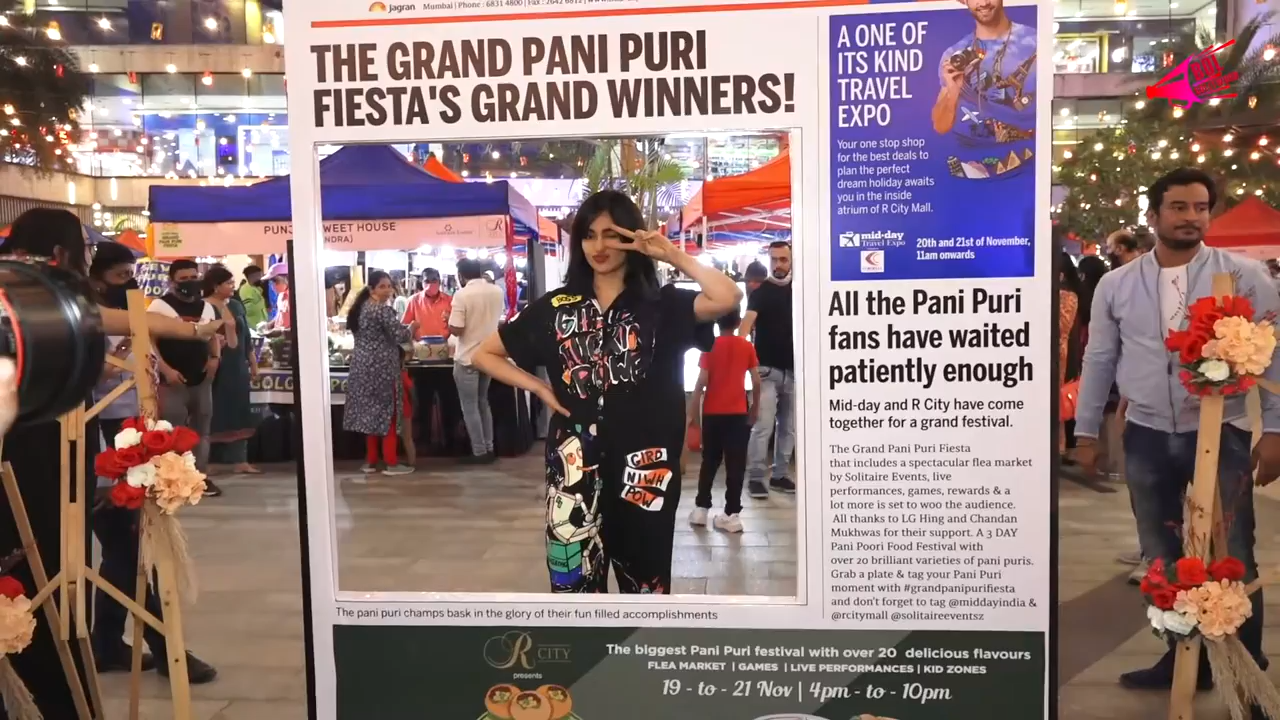 jagran Mumbai | Phone : 6831 4800 | Fax : 2642
THE GRAND PANI PURI
FIESTA'S GRAND WINNERS!
A ONE OF
ITS KIND
TRAVEL
EXPO
Your one stop shop
for the best deals to
plan the perfect
dream holiday awaits
you in the inside
atrium of R City Mall.
mid-day
Travel Expo
20th and 21st of November,
11am onwards
All the Pani Puri
fans have waited
patiently enough
Mid-day and R City have come
together for a grand festival.
The Grand Pani Puri Fiesta
that includes a spectacular flea market
by Solitaire Events, live
performances, games, rewards & a
lot more is set to woo the audience.
All thanks to LG Hing and Chandan
Mukhwas for their support. A 3 DAY
Pani Poori Food Festival with
over 20 brilliant varieties of pani puris.
Grab a plate & tag your Pani Puri
moment with #grandpanipurifiesta
and don't forget to tag @middayindia &
@rcitymall @solitaireeventsz
SWEET HOUSE
GIRD
NIWH
POW
The pani puri champs bask in the glory of their fun filled accomplishments
R CITY
presents
The biggest Pani Puri festival with over 20 delicious flavours
FLEA MARKET | GAMES | LIVE PERFORMANCES | KID ZONES
19 - to - 21 Nov | 4pm - to - 10pm